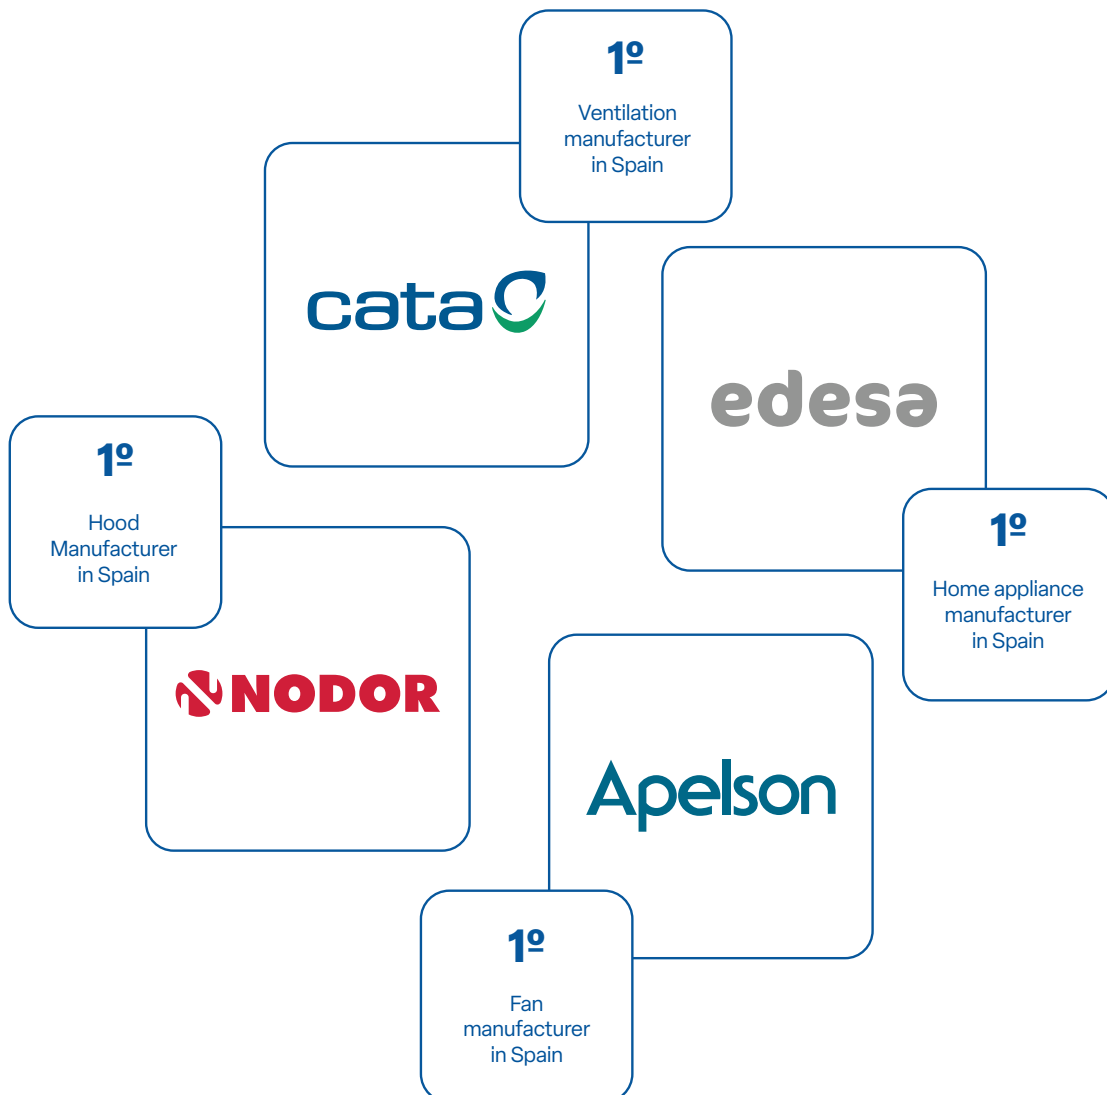 1º
Ventilation
manufacturer
in Spain
cata
edesa
1º
Hood
Manufacturer
in Spain
1º
Home appliance
manufacturer
in Spain
NODOR
Apelson
1º
Fan
manufacturer
in Spain